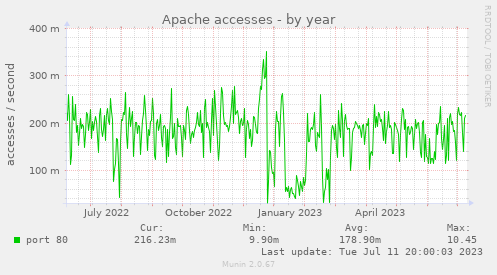 Apache accesses - by year
RRDTOOL / TOBI OETIKER
accesses / second
400 m
300 m
200 m
100 m
July 2022 October 2022 January 2023 April 2023
Cur: Min: Avg: Max:
port 80 216.23m 9.90m 178.90m 10.45
Last update: Tue Jul 11 20:00:03 2023
Munin 2.0.67